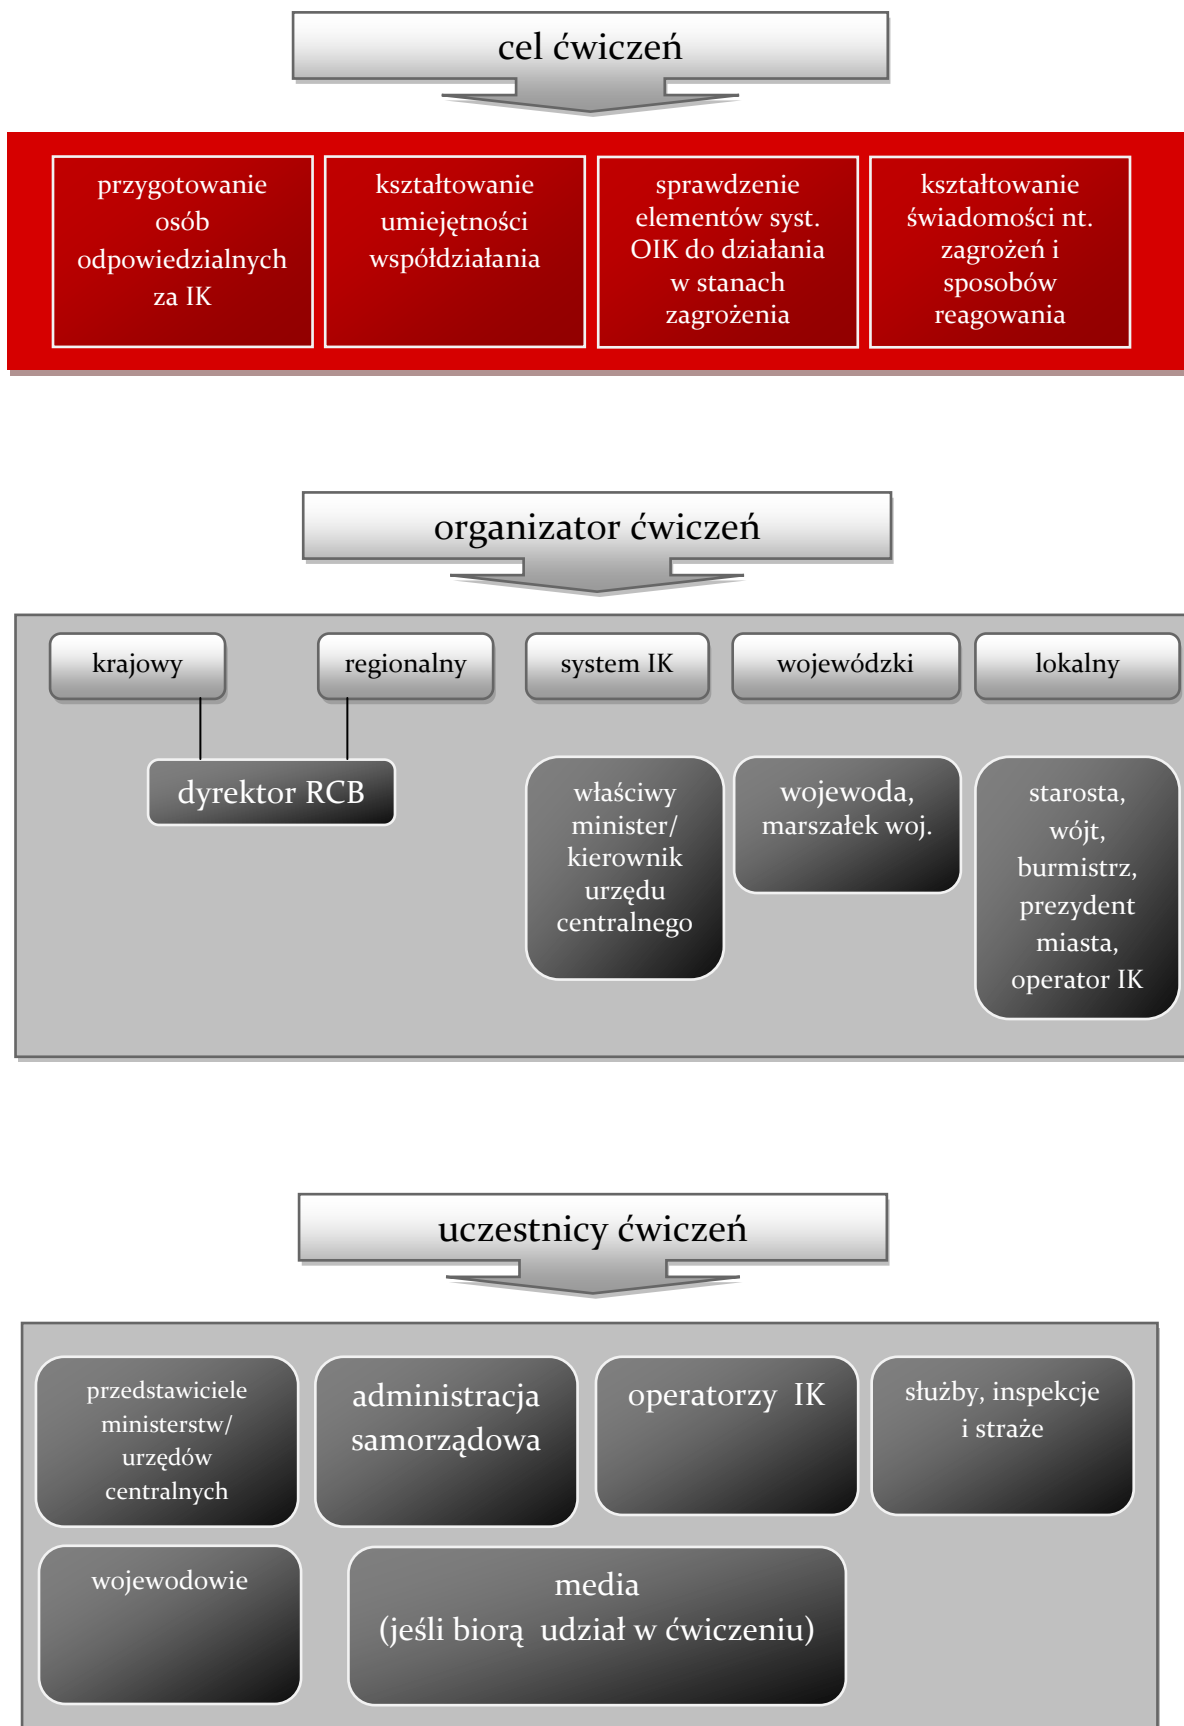 cel ćwiczeń
przygotowanie
osób
odpowiedzialnych
za IK
kształtowanie
umiejętności
współdziałania
sprawdzenie
elementów syst.
OIK do działania
w stanach
zagrożenia
kształtowanie
świadomości nt.
zagrożeń i
sposobów
reagowania
organizator ćwiczeń
krajowy
regionalny
system IK
wojewódzki
lokalny
dyrektor RCB
właściwy
minister/
kierownik
urzędu
centralnego
wojewoda,
marszałek woj.
starosta,
wójt,
burmistrz,
prezydent
miasta,
operator IK
uczestnicy ćwiczeń
przedstawiciele
ministerstw/
urzędów
centralnych
administracja
samorządowa
operatorzy IK
służby, inspekcje
i straże
wojewodowie
media
(jeśli biorą udział w ćwiczeniu)